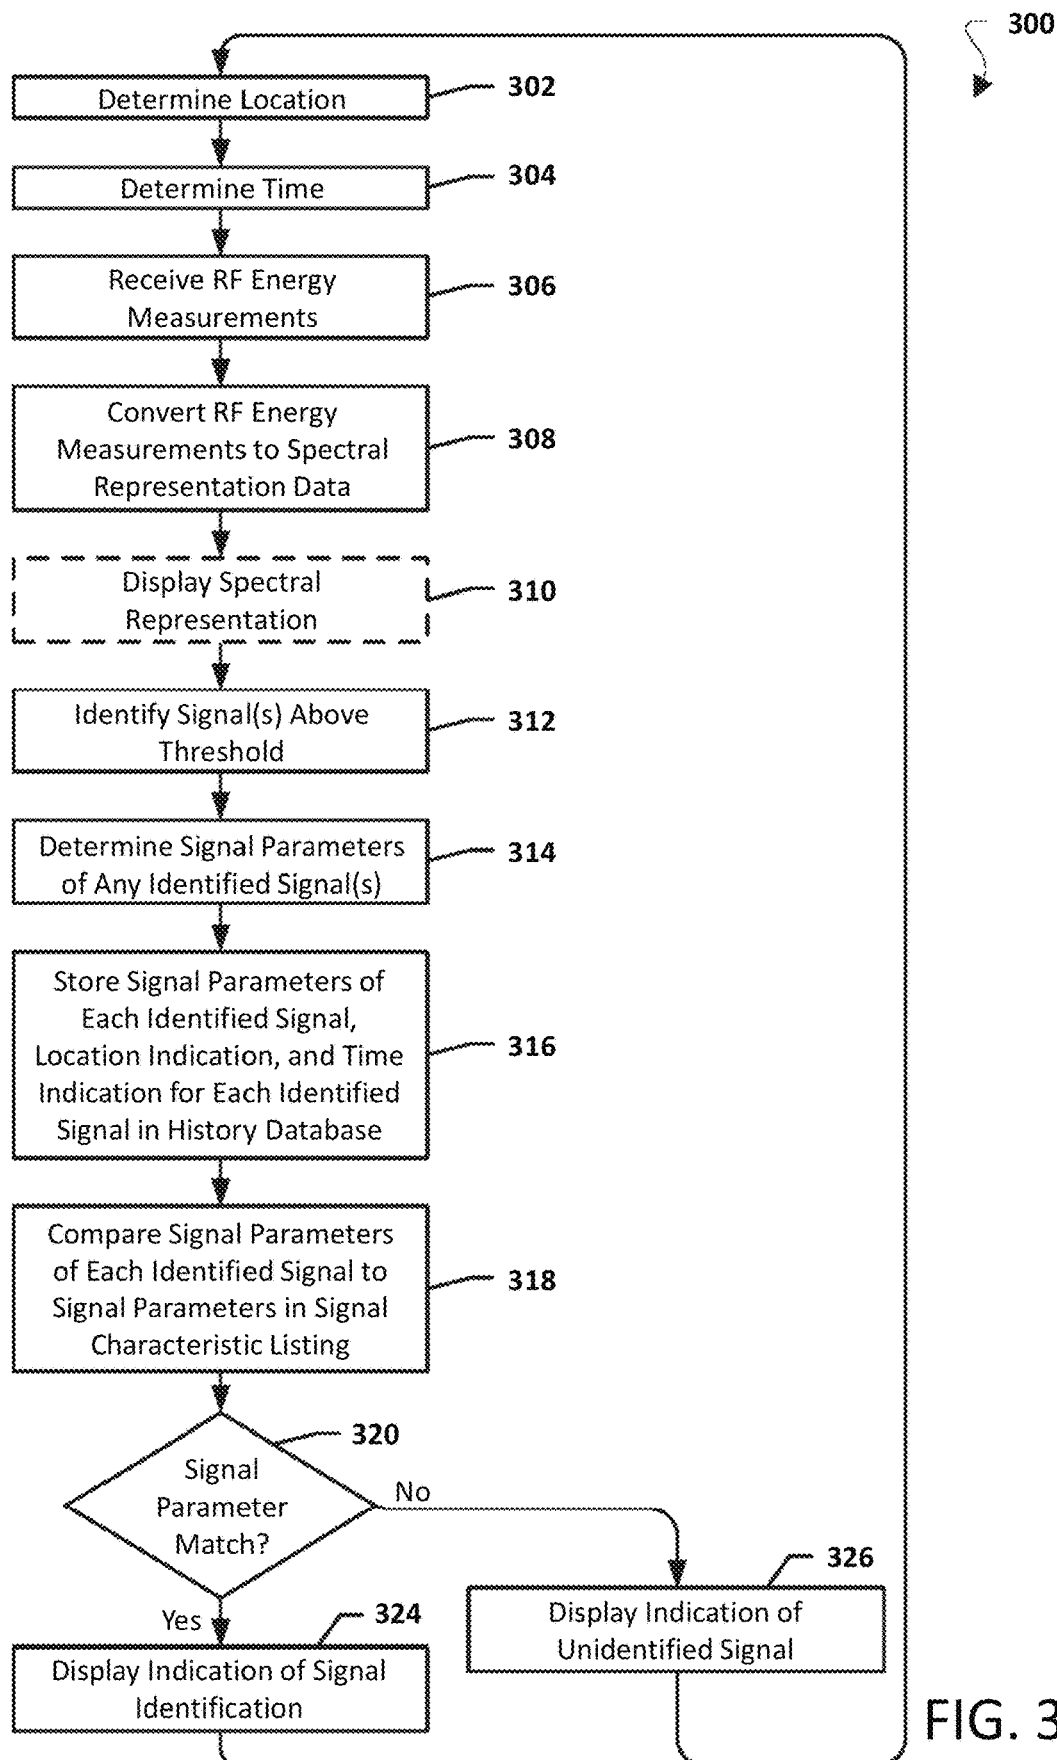 300
Determine Location
302
Determine Time
304
Receive RF Energy
Measurements
306
Convert RF Energy
Measurements to Spectral
Representation Data
308
Display Spectral
Representation
310
Identify Signal(s) Above
Threshold
312
Determine Signal Parameters
of Any Identified Signal(s)
314
Store Signal Parameters of
Each Identified Signal,
Location Indication, and Time
Indication for Each Identified
Signal in History Database
316
Compare Signal Parameters
of Each Identified Signal to
Signal Parameters in Signal
Characteristic Listing
318
320
Signal
Parameter
Match?
No
326
Display Indication of
Unidentified Signal
Yes
324
Display Indication of Signal
Identification
FIG. 3